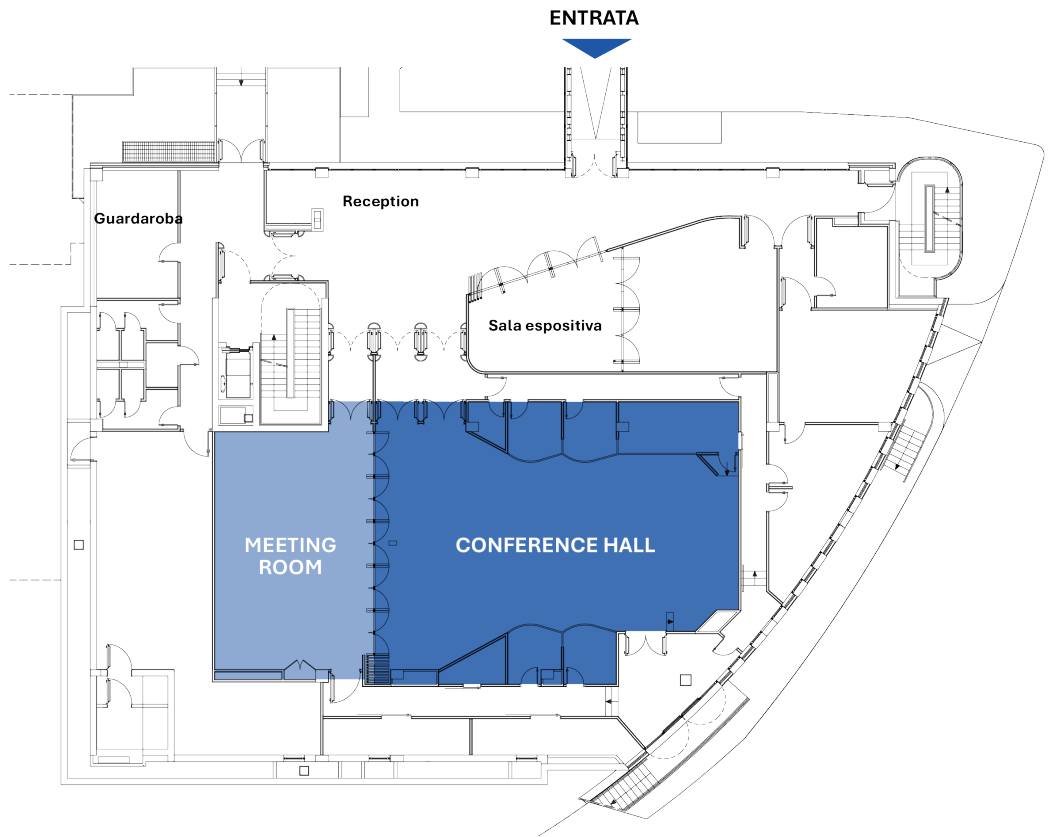 ENTRATA
Reception
Guardaroba
Sala espositiva
MEETING
ROOM
CONFERENCE HALL